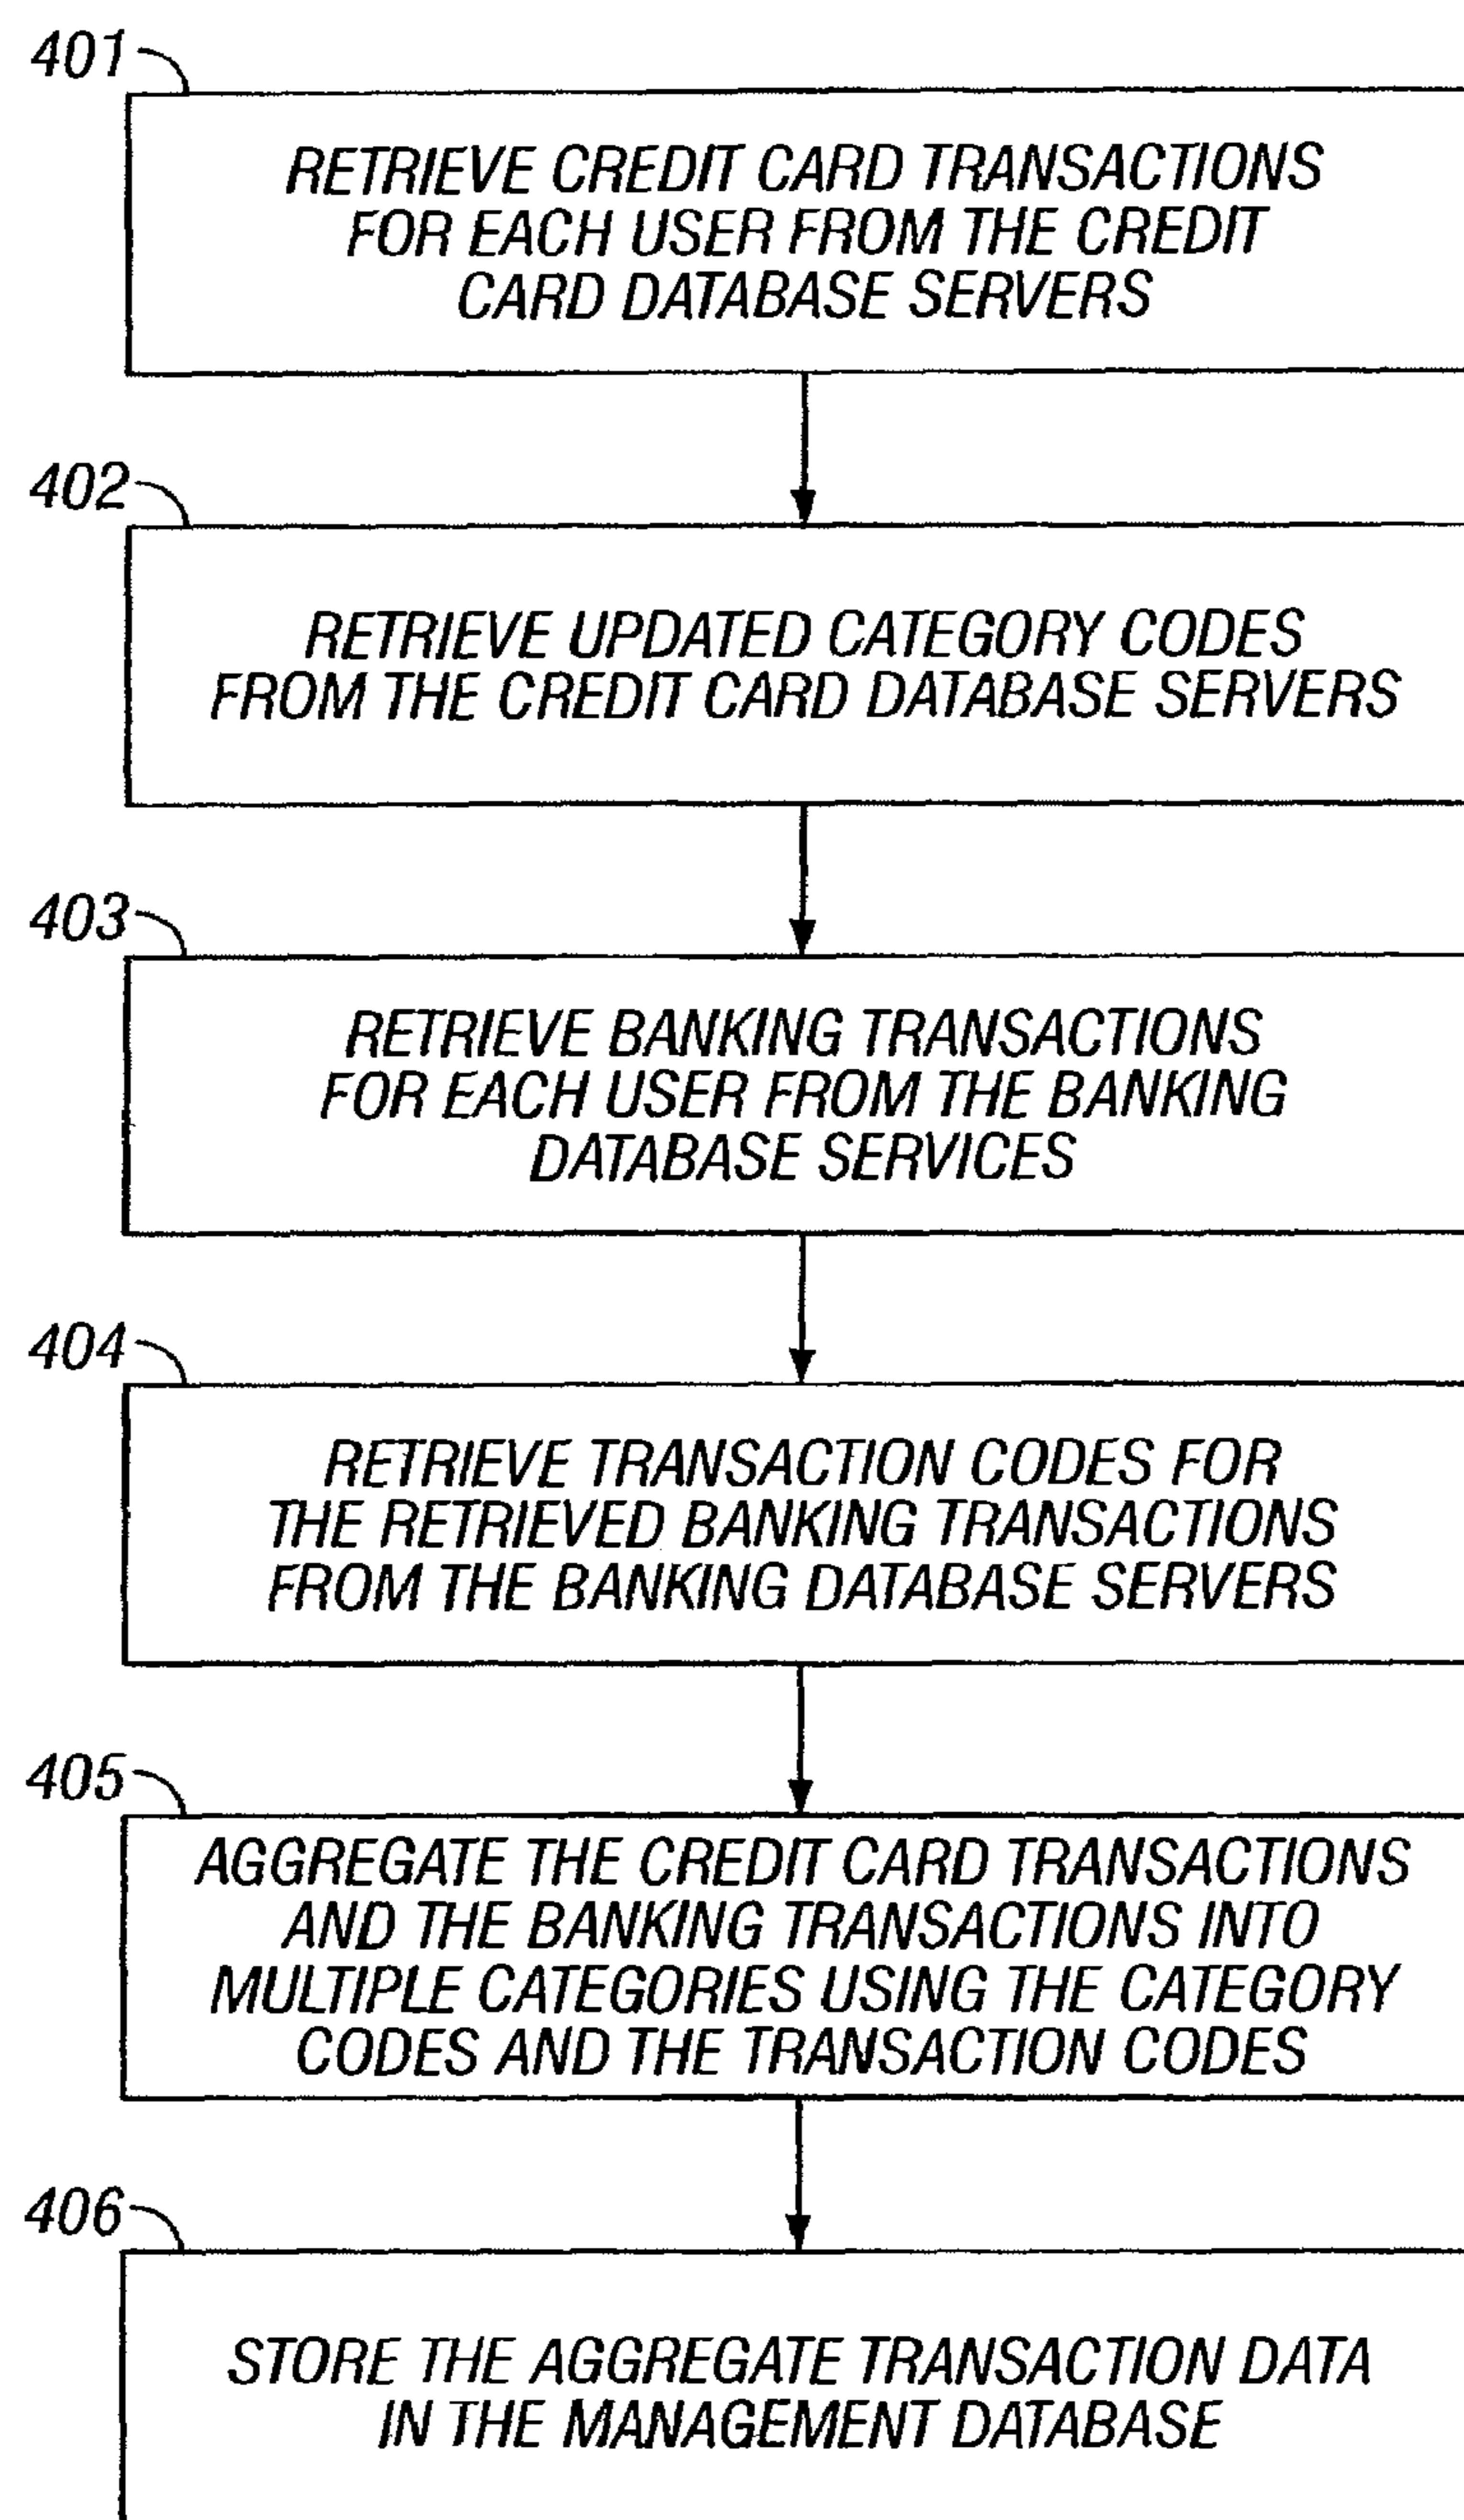 401
RETRIEVE CREDIT CARD TRANSACTIONS
FOR EACH USER FROM THE CREDIT
CARD DATABASE SERVERS
402
RETRIEVE UPDATED CATEGORY CODES
FROM THE CREDIT CARD DATABASE SERVERS
403
RETRIEVE BANKING TRANSACTIONS
FOR EACH USER FROM THE BANKING
DATABASE SERVICES
404
RETRIEVE TRANSACTION CODES FOR
THE RETRIEVED BANKING TRANSACTIONS
FROM THE BANKING DATABASE SERVERS
405
AGGREGATE THE CREDIT CARD TRANSACTIONS
AND THE BANKING TRANSACTIONS INTO
MULTIPLE CATEGORIES USING THE CATEGORY
CODES AND THE TRANSACTION CODES
406
STORE THE AGGREGATE TRANSACTION DATA
IN THE MANAGEMENT DATABASE